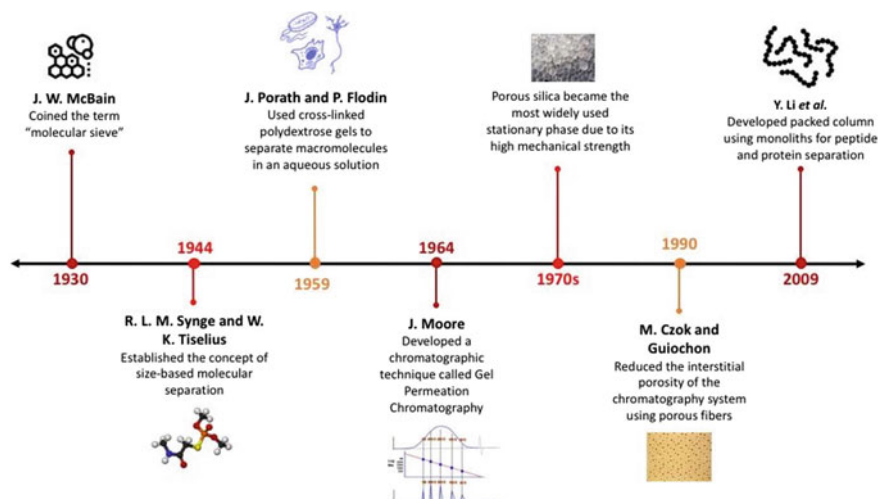 J. W. McBain
Coined the term
"molecular sieve"
J. Porath and P. Flodin
Used cross-linked
polydextrose gels to
separate macromolecules
in an aqueous solution
Porous silica became the
most widely used
stationary phase due to its
high mechanical strength
Y. Li et al.
Developed packed column
using monoliths for peptide
and protein separation
1944
1964
1990
1930
1959
1970s
2009
R. L. M. Synge and W.
K. Tiselius
Established the concept of
size-based molecular
separation
J. Moore
Developed a
chromatographic
technique called Gel
Permeation
Chromatography
M. Czok and
Guiochon
Reduced the interstitial
porosity of the
chromatography system
using porous fibers